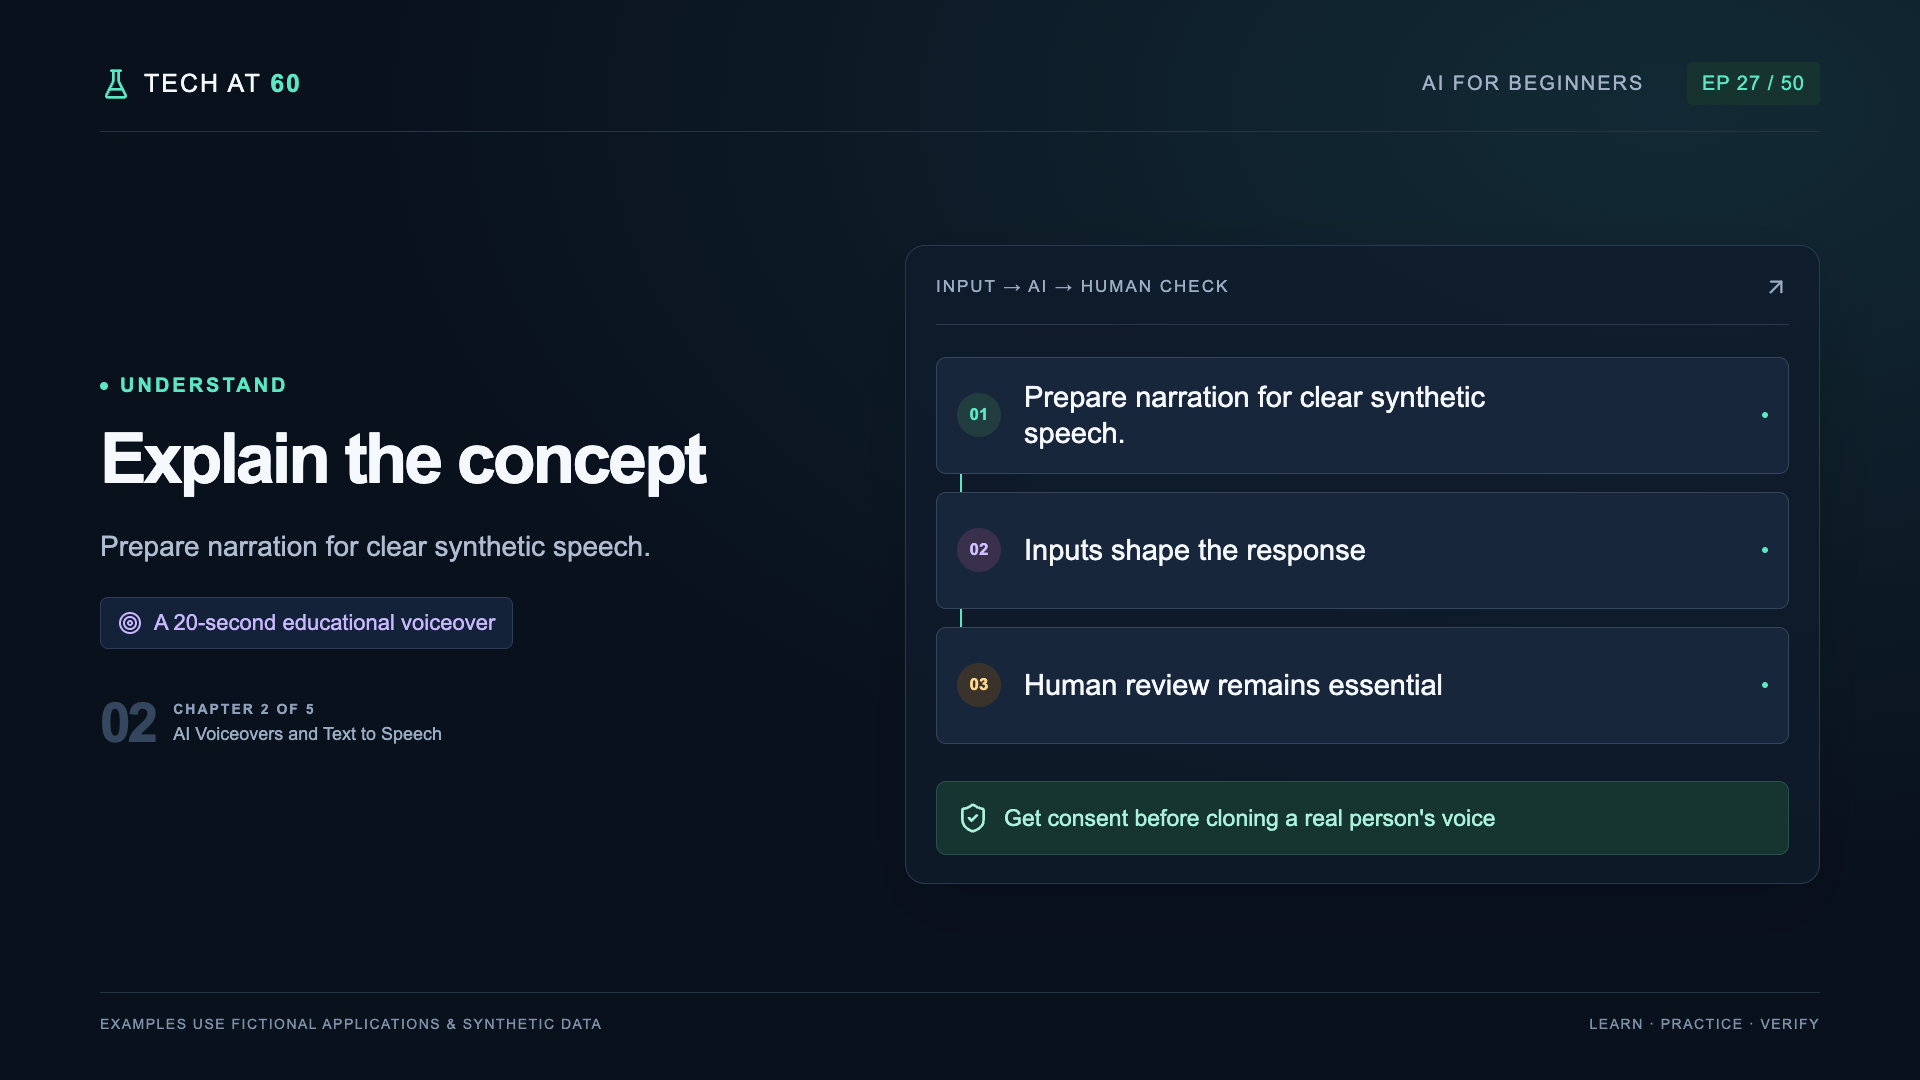 TECH AT 60
AI FOR BEGINNERS
EP 27 / 50
UNDERSTAND
Explain the concept
Prepare narration for clear synthetic speech.
A 20-second educational voiceover
02
CHAPTER 2 OF 5
AI Voiceovers and Text to Speech
INPUT → AI → HUMAN CHECK
01
Prepare narration for clear synthetic
speech.
02
Inputs shape the response
03
Human review remains essential
Get consent before cloning a real person's voice
EXAMPLES USE FICTIONAL APPLICATIONS & SYNTHETIC DATA
LEARN · PRACTICE · VERIFY